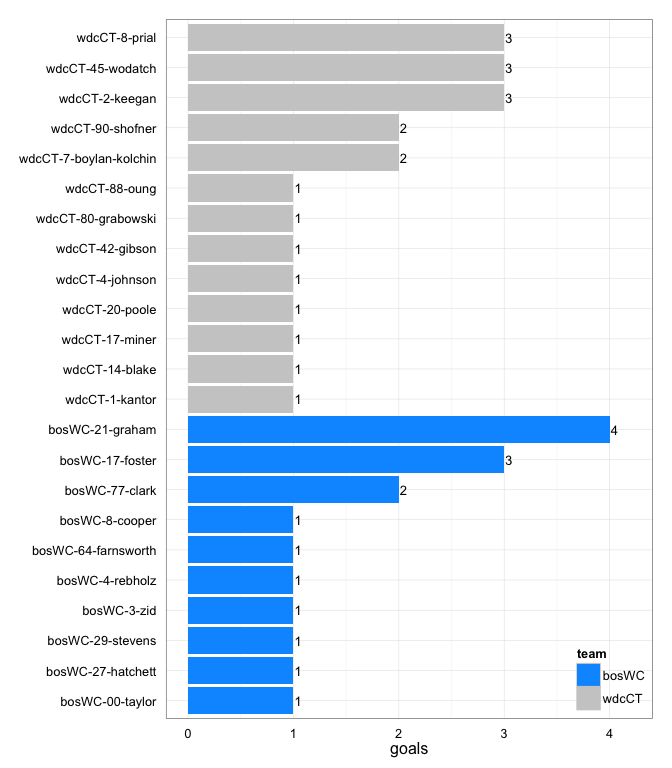 wdcCT-8-prial 3
wdcCT-45-wodatch 3
wdcCT-2-keegan 3
wdcCT-90-shofner 2
wdcCT-7-boylan-kolchin 2
wdcCT-88-oung 1
wdcCT-80-grabowski 1
wdcCT-42-gibson 1
wdcCT-4-johnson 1
wdcCT-20-poole 1
wdcCT-17-miner 1
wdcCT-14-blake 1
wdcCT-1-kantor 1
bosWC-21-graham 4
bosWC-17-foster 3
bosWC-77-clark 2
bosWC-8-cooper 1
bosWC-64-farnsworth 1
bosWC-4-rebholz 1
bosWC-3-zid 1
bosWC-29-stevens 1
bosWC-27-hatchett 1
bosWC-00-taylor 1
team
bosWC
wdcCT
0 1 2 3 4
goals